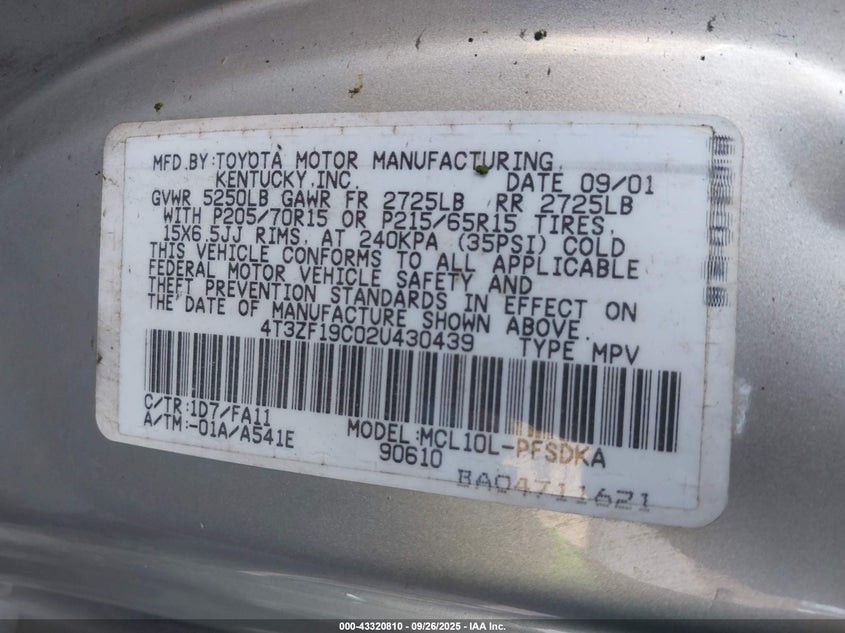 MFD.BY:TOYOTA MOTOR MANUFACTURING,
KENTUCKY,INC. DATE 09/01
GVWR 5250LB GAWR FR 2725LB RR 2725LB
WITH P205/70R15 OR P215/65R15 TIRES,
15X6.5JJ RIMS, AT 240KPA (35PSI) COLD
THIS VEHICLE CONFORMS TO ALL APPLICABLE
FEDERAL MOTOR VEHICLE SAFETY AND
THEFT PREVENTION STANDARDS IN EFFECT ON
THE DATE OF MANUFACTURE SHOWN ABOVE.
4T3ZF19C02U430439 TYPE MPV
C/TR:1D7/FA11
A/TM:-01A/A541E MODEL:MCL10L-PFSDKA
90610
BA04711621
000-43320810 - 09/26/2025 - IAA Inc.